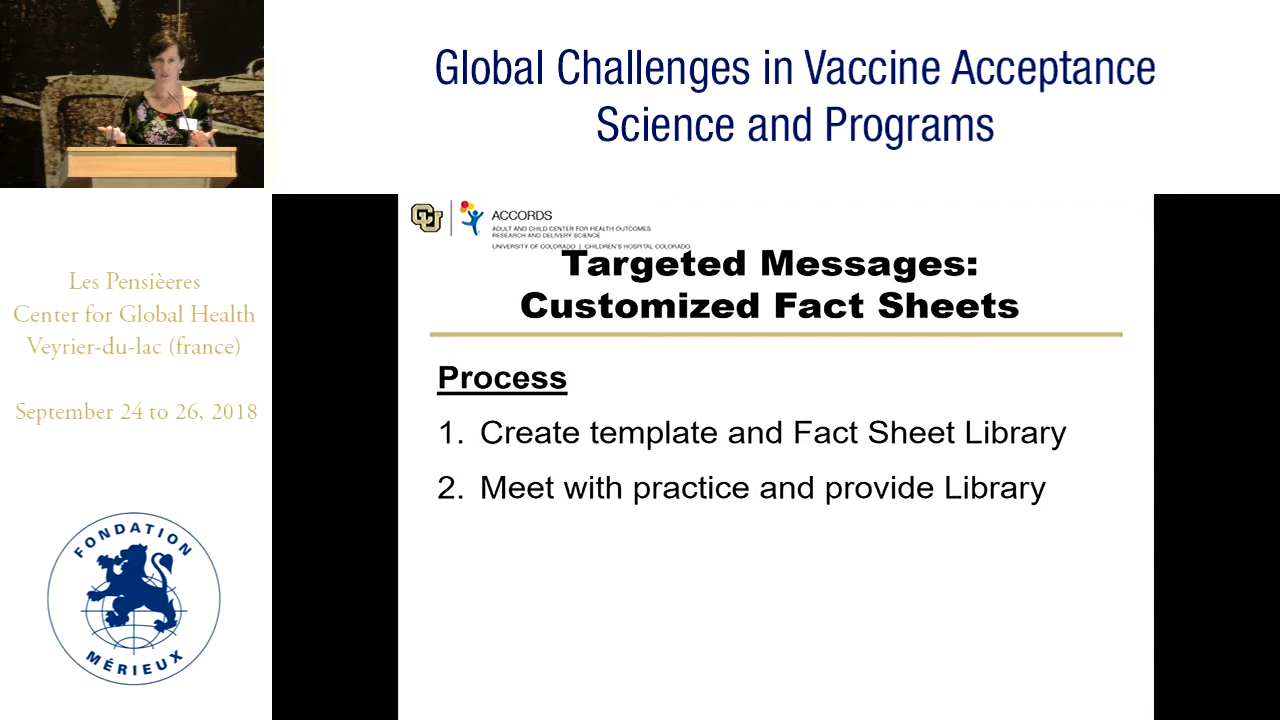 Global Challenges in Vaccine Acceptance
Science and Programs
Les Pensièeres
Center for Global Health
Veyrier-du-lac (france)
September 24 to 26, 2018
FONDATION
MÉRIEUX
CU
ACCORDS
ADULT AND CHILD CENTER FOR HEALTH OUTCOMES
RESEARCH AND DELIVERY SCIENCE
UNIVERSITY OF COLORADO | CHILDREN'S HOSPITAL COLORADO
Targeted Messages:
Customized Fact Sheets
Process
1. Create template and Fact Sheet Library
2. Meet with practice and provide Library